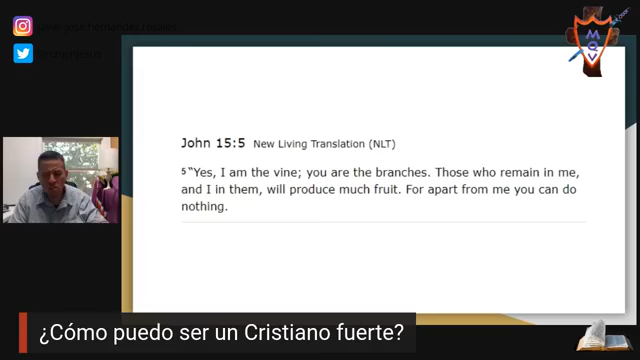 John 15:5 New Living Translation (NLT)
5 “Yes, I am the vine; you are the branches. Those who remain in me,
and I in them, will produce much fruit. For apart from me you can do
nothing.
¿Cómo puedo ser un Cristiano fuerte?
MQV